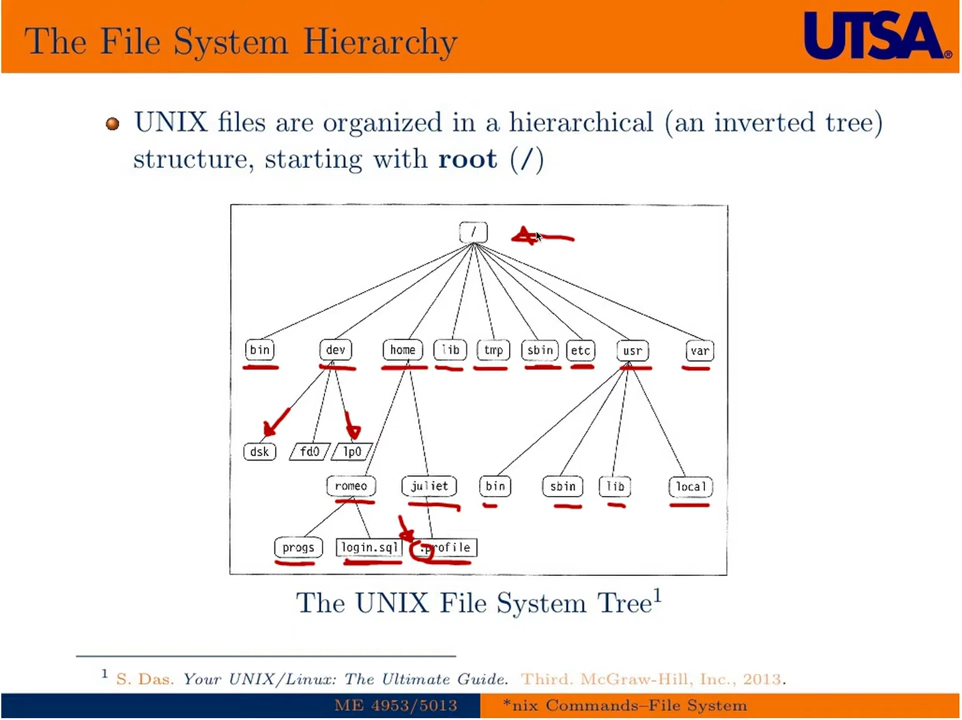 The File System Hierarchy
UTSA®
UNIX files are organized in a hierarchical (an inverted tree)
structure, starting with root (/)
/
bin dev home lib tmp sbin etc usr var
dsk fd0 lp0
romeo juliet bin sbin lib local
progs login.sql .profile
The UNIX File System Tree1
1 S. Das. Your UNIX/Linux: The Ultimate Guide. Third. McGraw-Hill, Inc., 2013.
ME 4953/5013 *nix Commands–File System